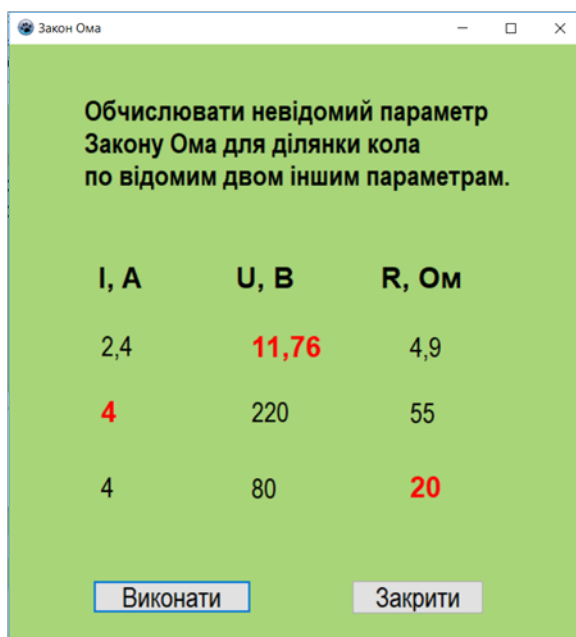 Закон Ома
Обчислювати невідомий параметр
Закону Ома для ділянки кола
по відомим двом іншим параметрам.
I, А U, В R, Ом
2,4 11,76 4,9
4 220 55
4 80 20
Виконати Закрити